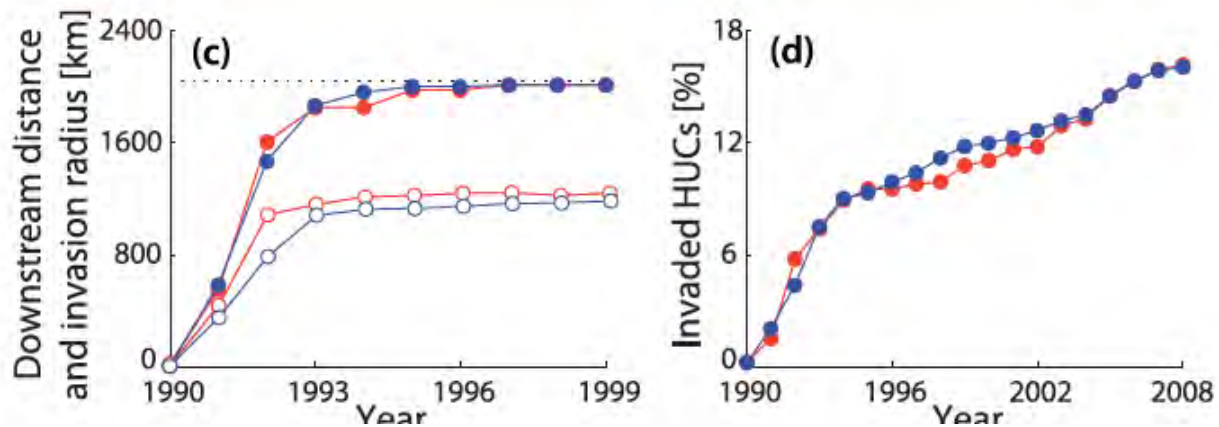 Downstream distance
and invasion radius [km]
(c)
2400
1600
800
0
1990 1993 1996 1999
Year
Invaded HUCs [%]
(d)
18
12
6
0
1990 1996 2002 2008
Year